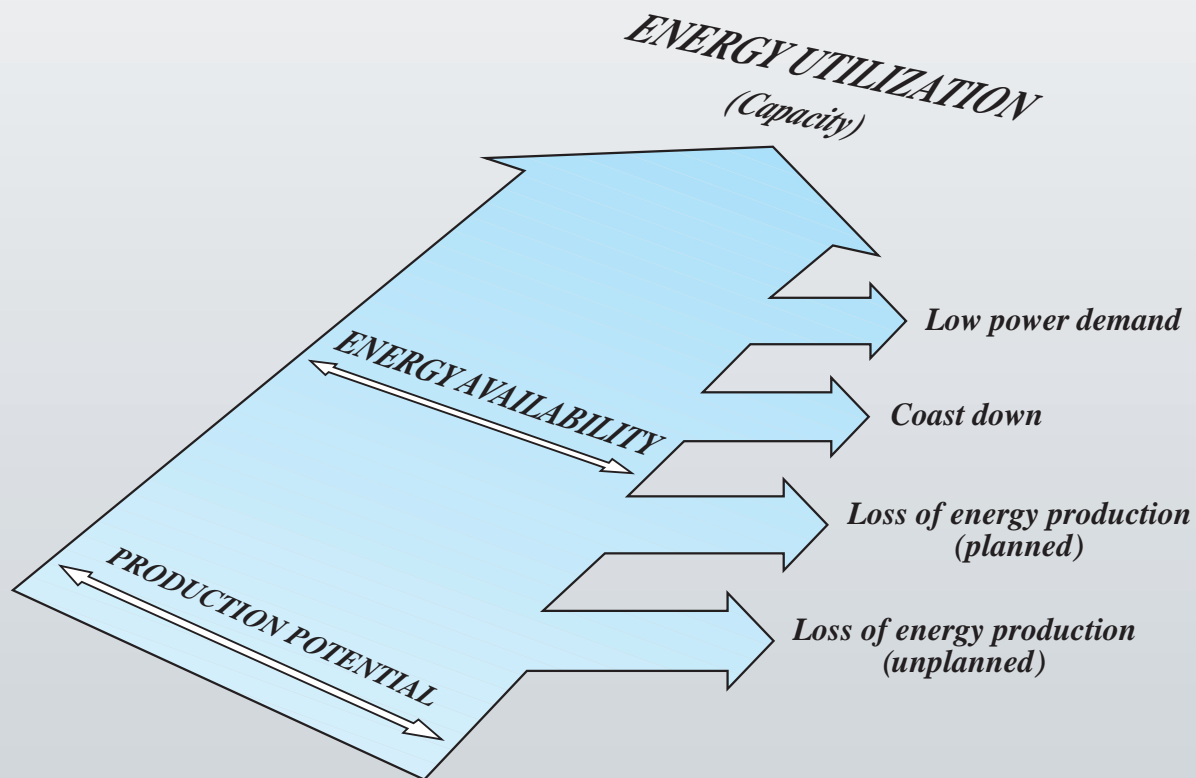 ENERGY UTILIZATION
(Capacity)
Low power demand
ENERGY AVAILABILITY
Coast down
Loss of energy production
(planned)
PRODUCTION POTENTIAL
Loss of energy production
(unplanned)